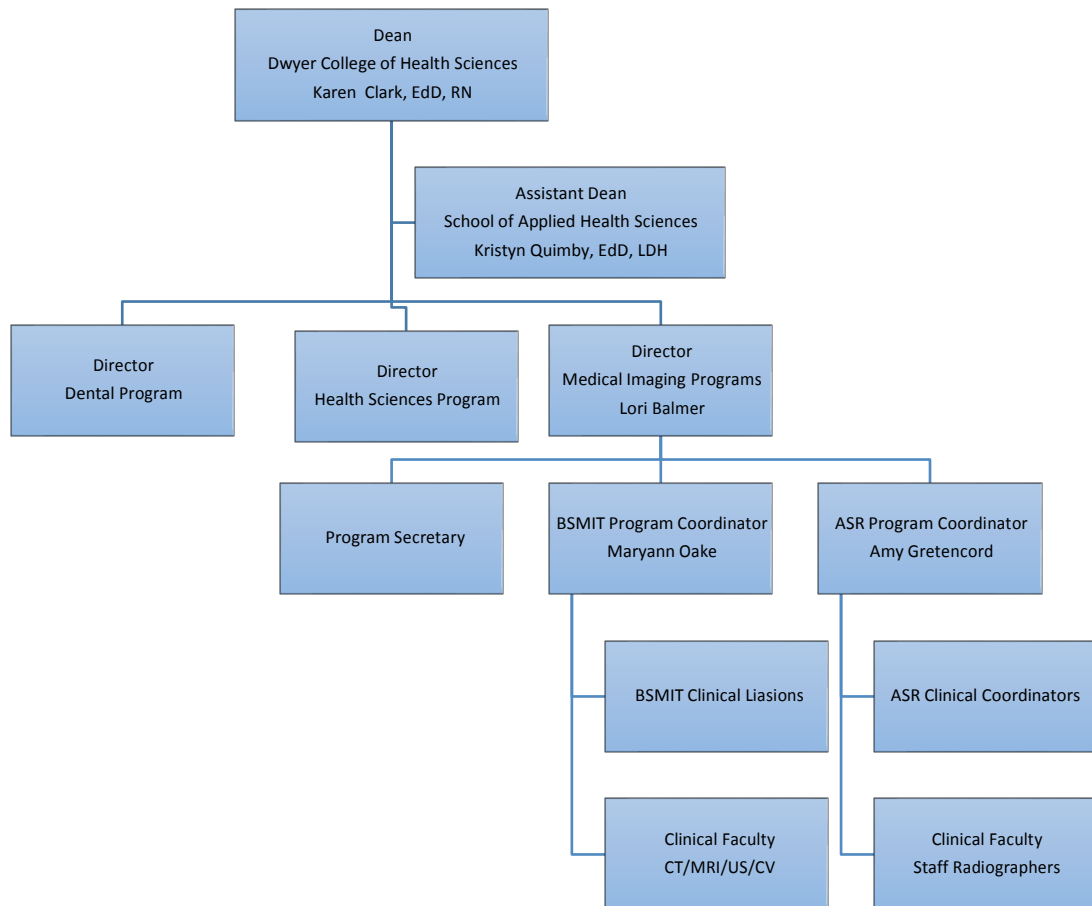 Dean
Dwyer College of Health Sciences
Karen  Clark, EdD, RN
Assistant Dean
School of Applied Health Sciences
Kristyn Quimby, EdD, LDH
Director
Dental Program
Director
Health Sciences Program
Director
Medical Imaging Programs
Lori Balmer
Program Secretary
BSMIT Program Coordinator
Maryann Oake
ASR Program Coordinator
Amy Gretencord
BSMIT Clinical Liasions
ASR Clinical Coordinators
Clinical Faculty
CT/MRI/US/CV
Clinical Faculty
Staff Radiographers